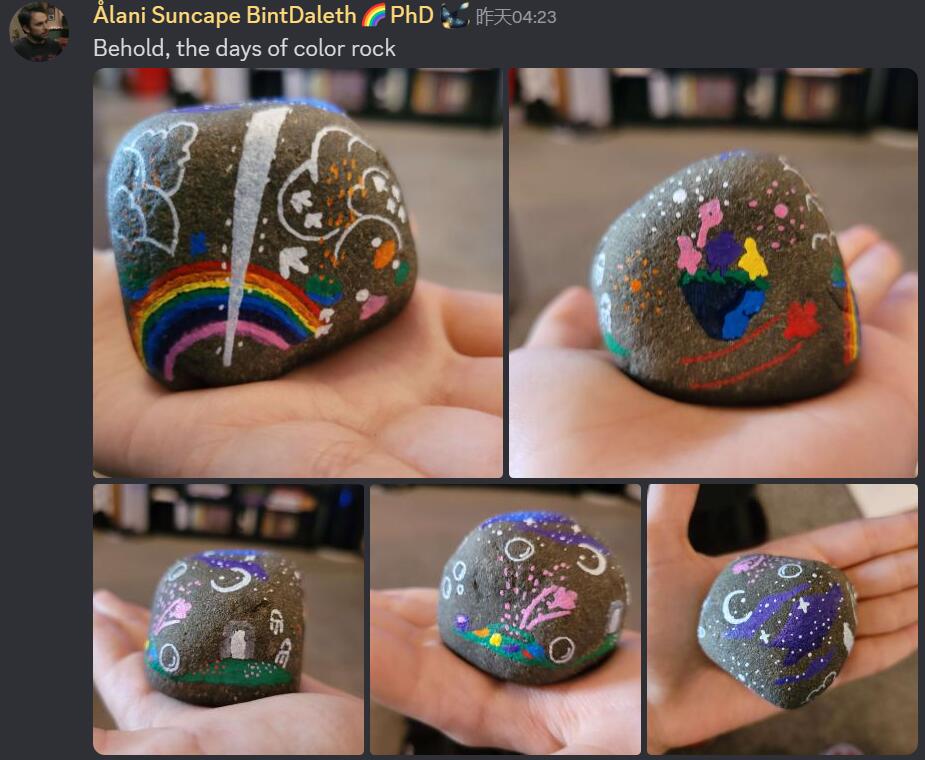 Ålani Suncape BintDaleth 🌈 PhD 昨天04:23
Behold, the days of color rock